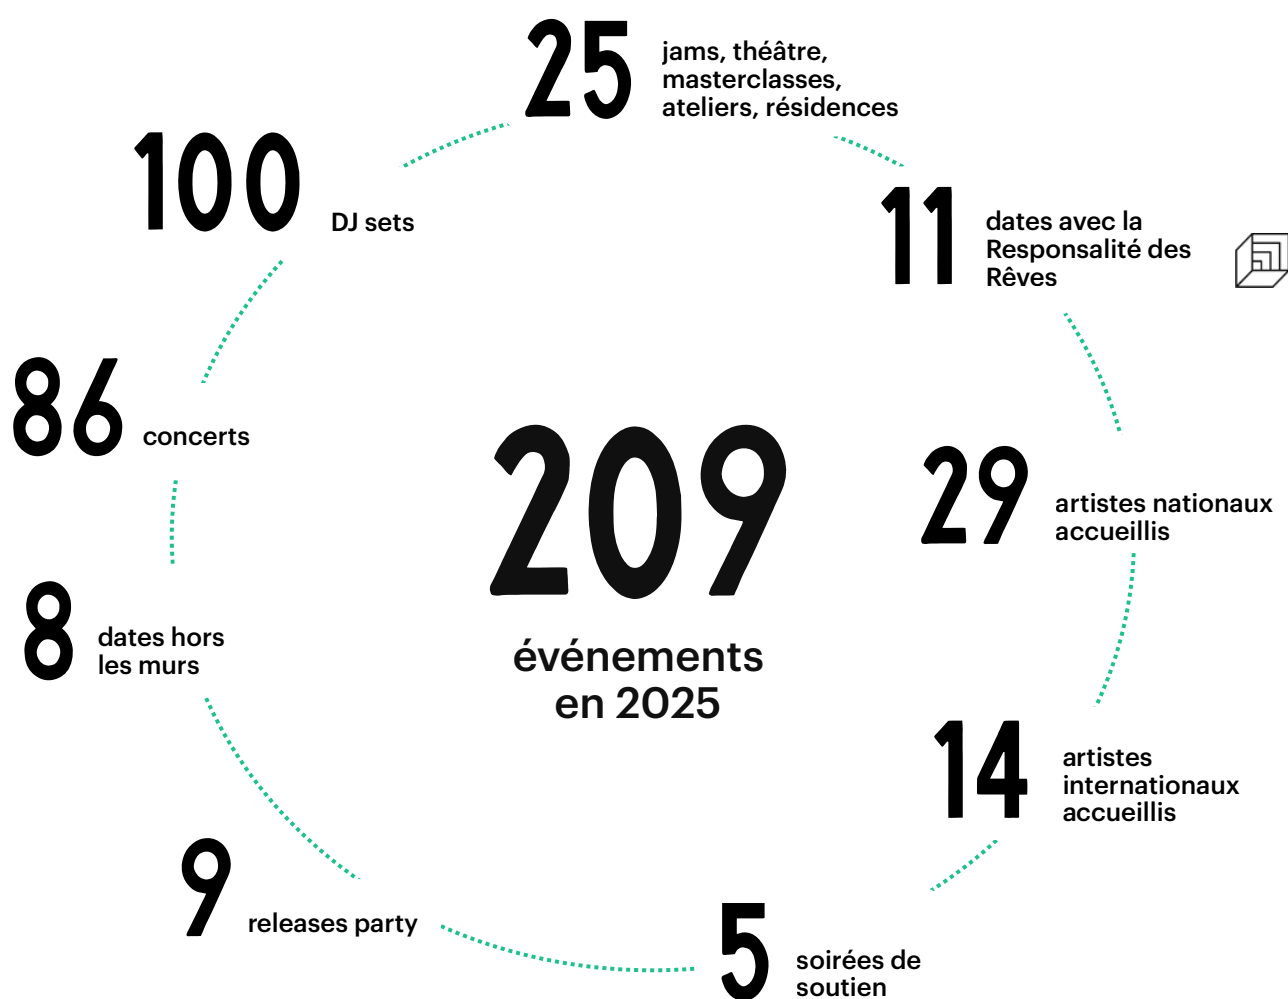 25
jams, théâtre,
masterclasses,
ateliers, résidences
100
DJ sets
11
dates avec la
Responsalité des
Rêves
86
concerts
209
événements
en 2025
29
artistes nationaux
accueillis
8
dates hors
les murs
14
artistes
internationaux
accueillis
9
releases party
5
soirées de
soutien